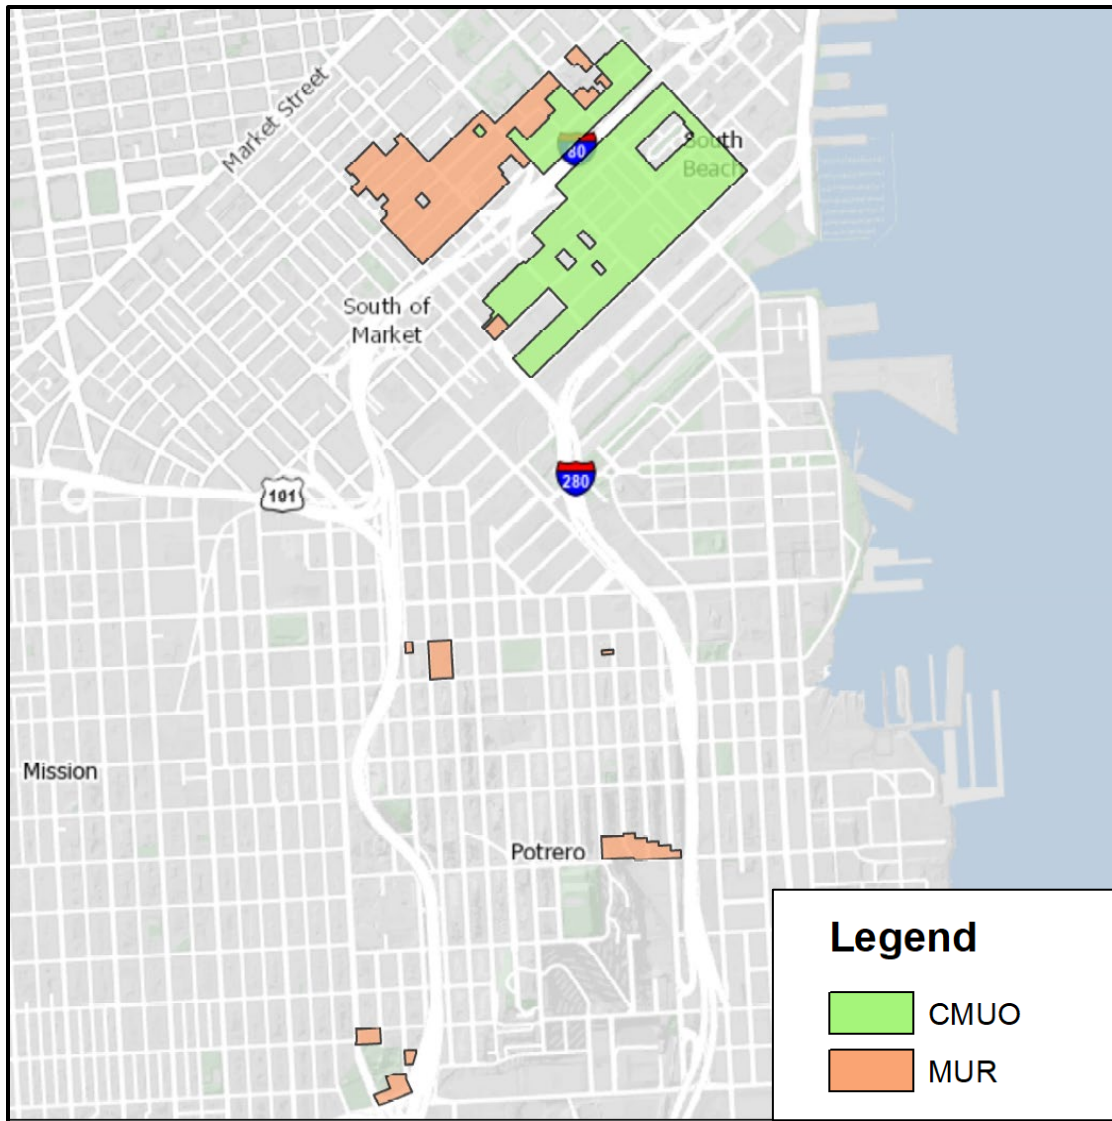 Market Street
80
South
Beach
South of
Market
280
101
Mission
Potrero
Legend
CMUO
MUR